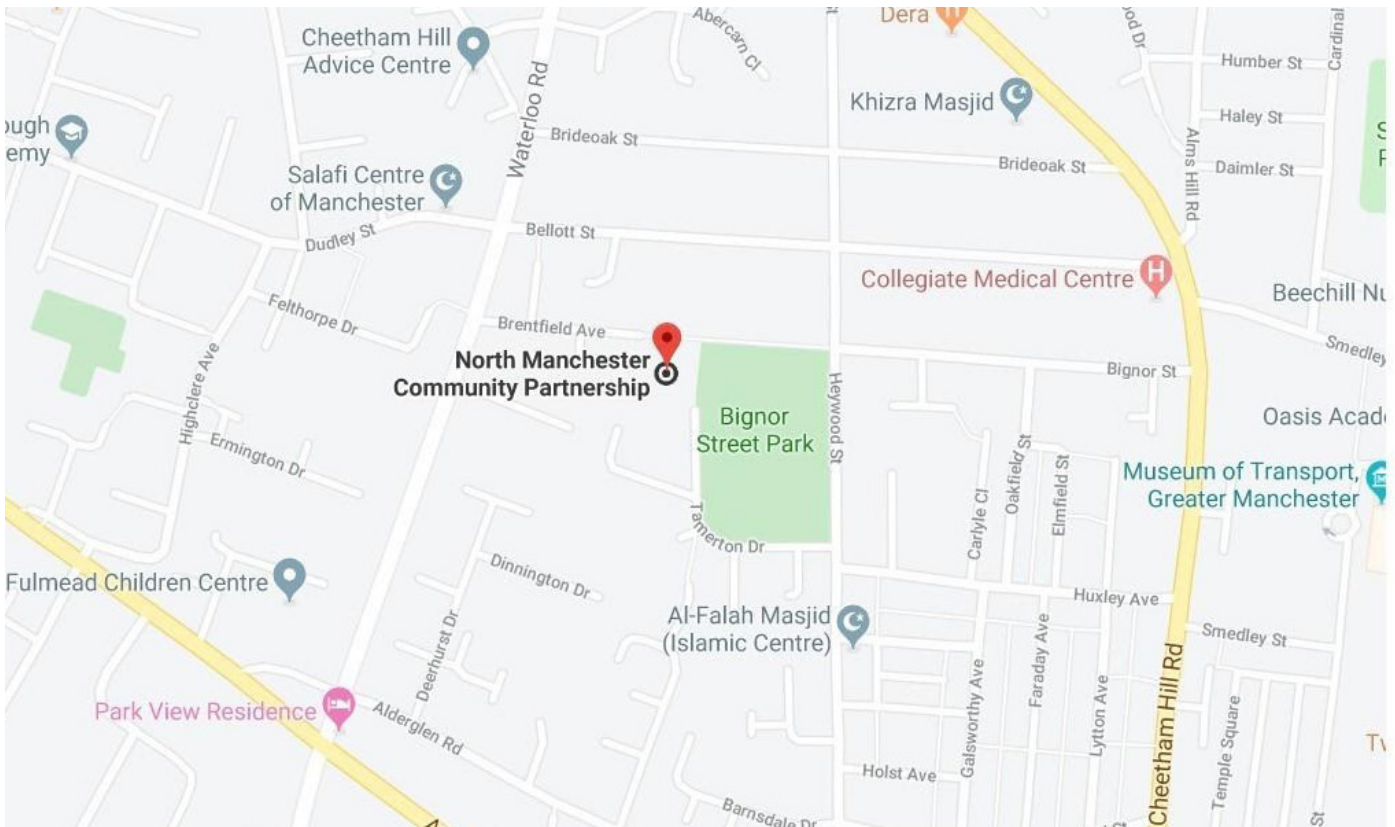 Abercarn Cl
Dera
Cheetham Hill
Advice Centre
Waterloo Rd
Humber St
Cardinal
Khizra Masjid
Haley St
ough
emy
Brideoak St
Brideoak St
Alms Hill Rd
Daimler St
Salafi Centre
of Manchester
Dudley St
Bellott St
Collegiate Medical Centre
H
Beechill Nu
Felthorpe Dr
Brentfield Ave
Smedley
North Manchester
Community Partnership
Bignor St
Highclere Ave
Heywood St
Bignor
Street Park
Oasis Acad
Ermington Dr
Oakfield St
Elmfield St
Carlyle Cl
Museum of Transport,
Greater Manchester
Tamerton Dr
Dinnington Dr
Fulmead Children Centre
Huxley Ave
Deerhurst Dr
Al-Falah Masjid
(Islamic Centre)
Faraday Ave
Smedley St
Galsworthy Ave
Lytton Ave
Cheetham Hill Rd
Park View Residence
Alderglen Rd
Temple Square
Holst Ave
Barnsdale Dr
St